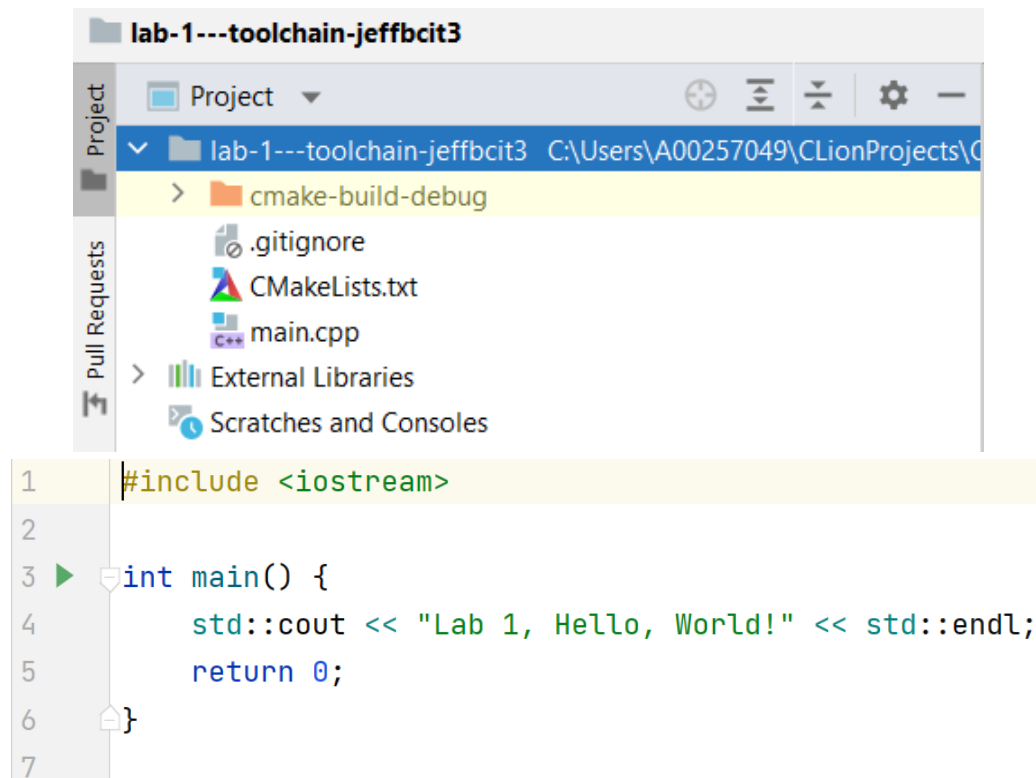 lab-1---toolchain-jeffbcit3
Project
Pull Requests
Project
lab-1---toolchain-jeffbcit3 C:\Users\A00257049\CLionProjects\
cmake-build-debug
.gitignore
CMakeLists.txt
C++ main.cpp
External Libraries
Scratches and Consoles
1 #include <iostream>
2
3 int main() {
4 std::cout << "Lab 1, Hello, World!" << std::endl;
5 return 0;
6 }
7